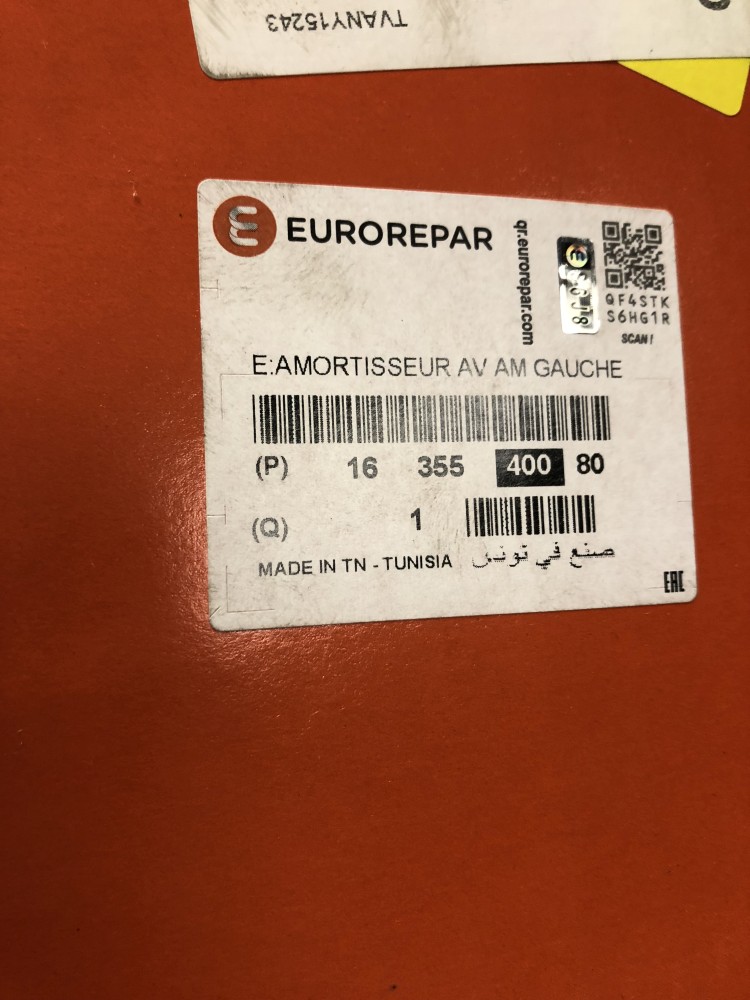 TVANY15243
EUROREPAR
qr.eurorepar.com
QF4STK
S6HG1R
SCAN!
E:AMORTISSEUR AV AM GAUCHE
(P) 16 355 400 80
(Q) 1
MADE IN TN - TUNISIA صنع في تونس
EAC